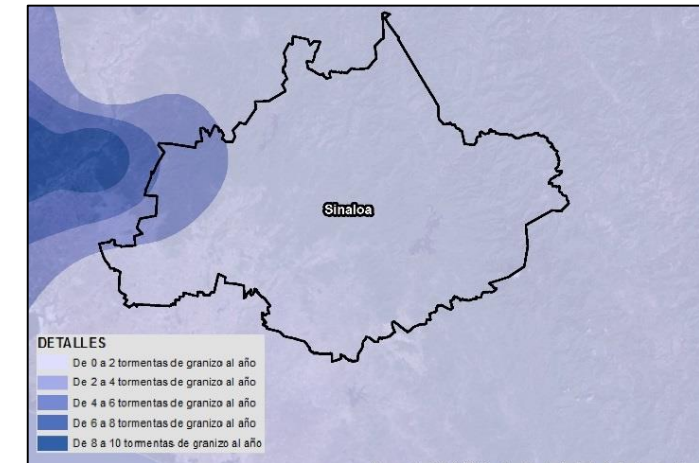 Sinaloa
DETALLES
De 0 a 2 tormentas de granizo al año
De 2 a 4 tormentas de granizo al año
De 4 a 6 tormentas de granizo al año
De 6 a 8 tormentas de granizo al año
De 8 a 10 tormentas de granizo al año